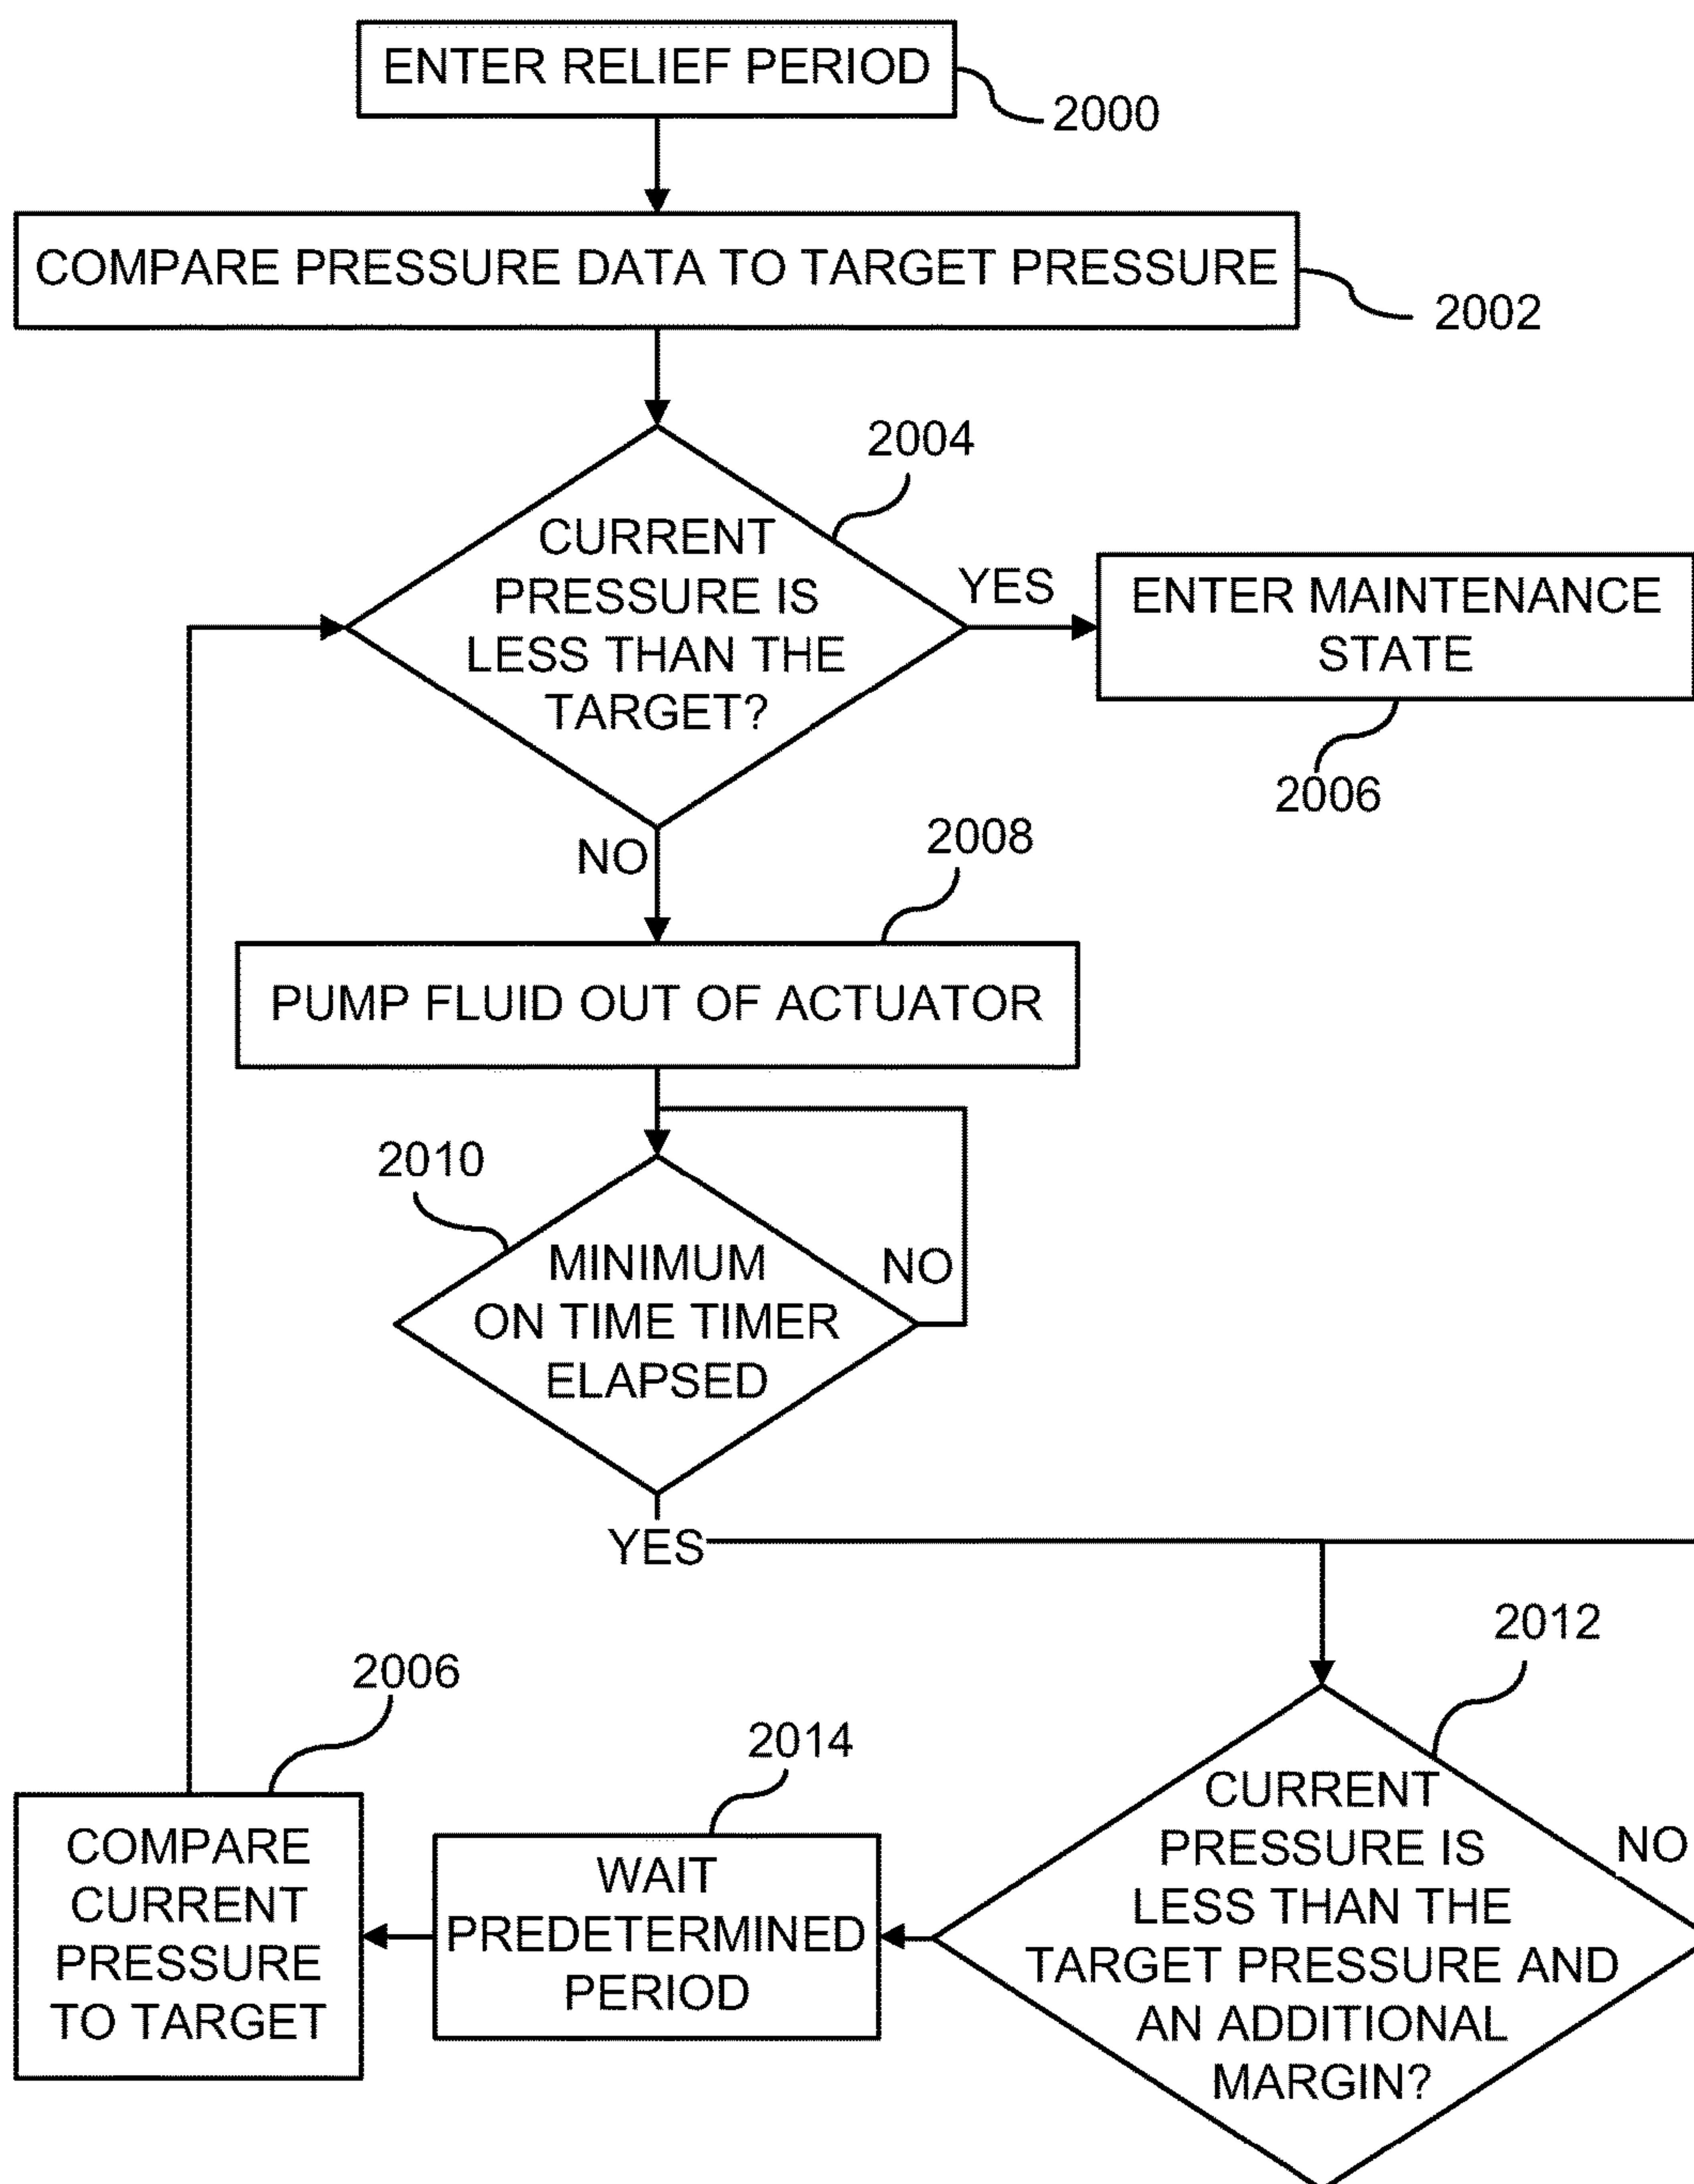 ENTER RELIEF PERIOD
2000
COMPARE PRESSURE DATA TO TARGET PRESSURE
2002
2004
CURRENT
PRESSURE IS
LESS THAN THE
TARGET?
YES
ENTER MAINTENANCE
STATE
2006
NO
2008
PUMP FLUID OUT OF ACTUATOR
2010
MINIMUM
ON TIME TIMER
ELAPSED
NO
YES
2012
CURRENT
PRESSURE IS
LESS THAN THE
TARGET PRESSURE AND
AN ADDITIONAL
MARGIN?
NO
2014
WAIT
PREDETERMINED
PERIOD
2006
COMPARE
CURRENT
PRESSURE
TO TARGET